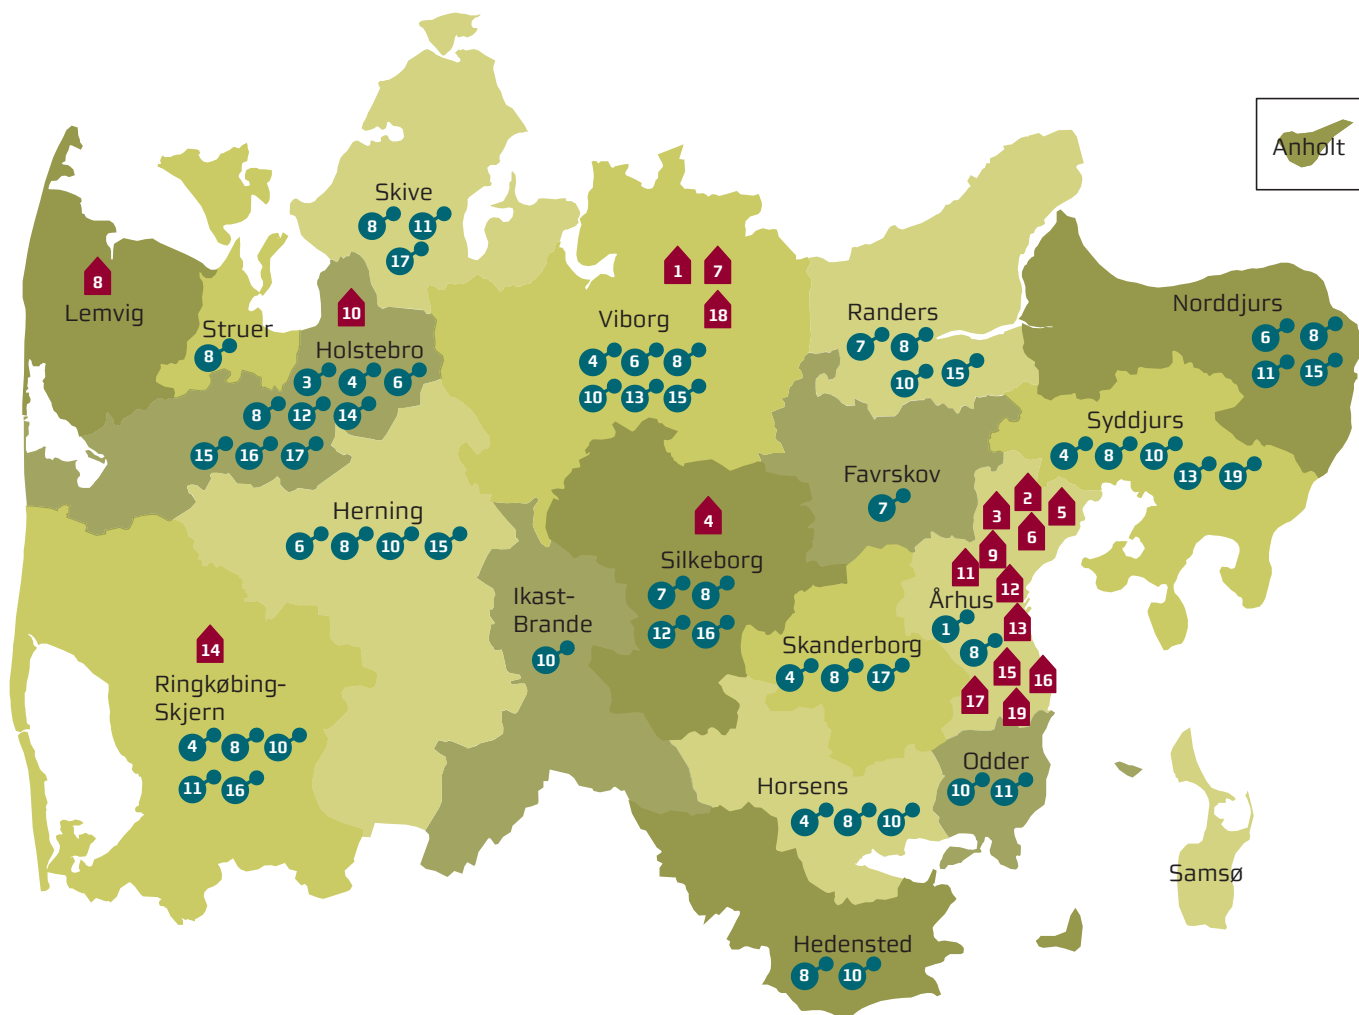 Anholt
Skive
8 11
17
8
Lemvig
10
Struer
8
Holstebro
3 4 6
8 12 14
15 16 17
1 7
18
Viborg
4 6 8
10 13 15
Randers
7 8
10 15
Norddjurs
6 8
11 15
Syddjurs
4 8 10
13 19
Favrskov
7
Herning
6 8 10 15
4
Silkeborg
7 8
12 16
Ikast-
Brande
10
2
3 5
6
9
11
12
Århus
1
13
8
15
16
17
19
Skanderborg
4 8 17
14
Ringkøbing-
Skjern
4 8 10
11 16
Odder
10 11
Horsens
4 8 10
Samsø
Hedensted
8 10